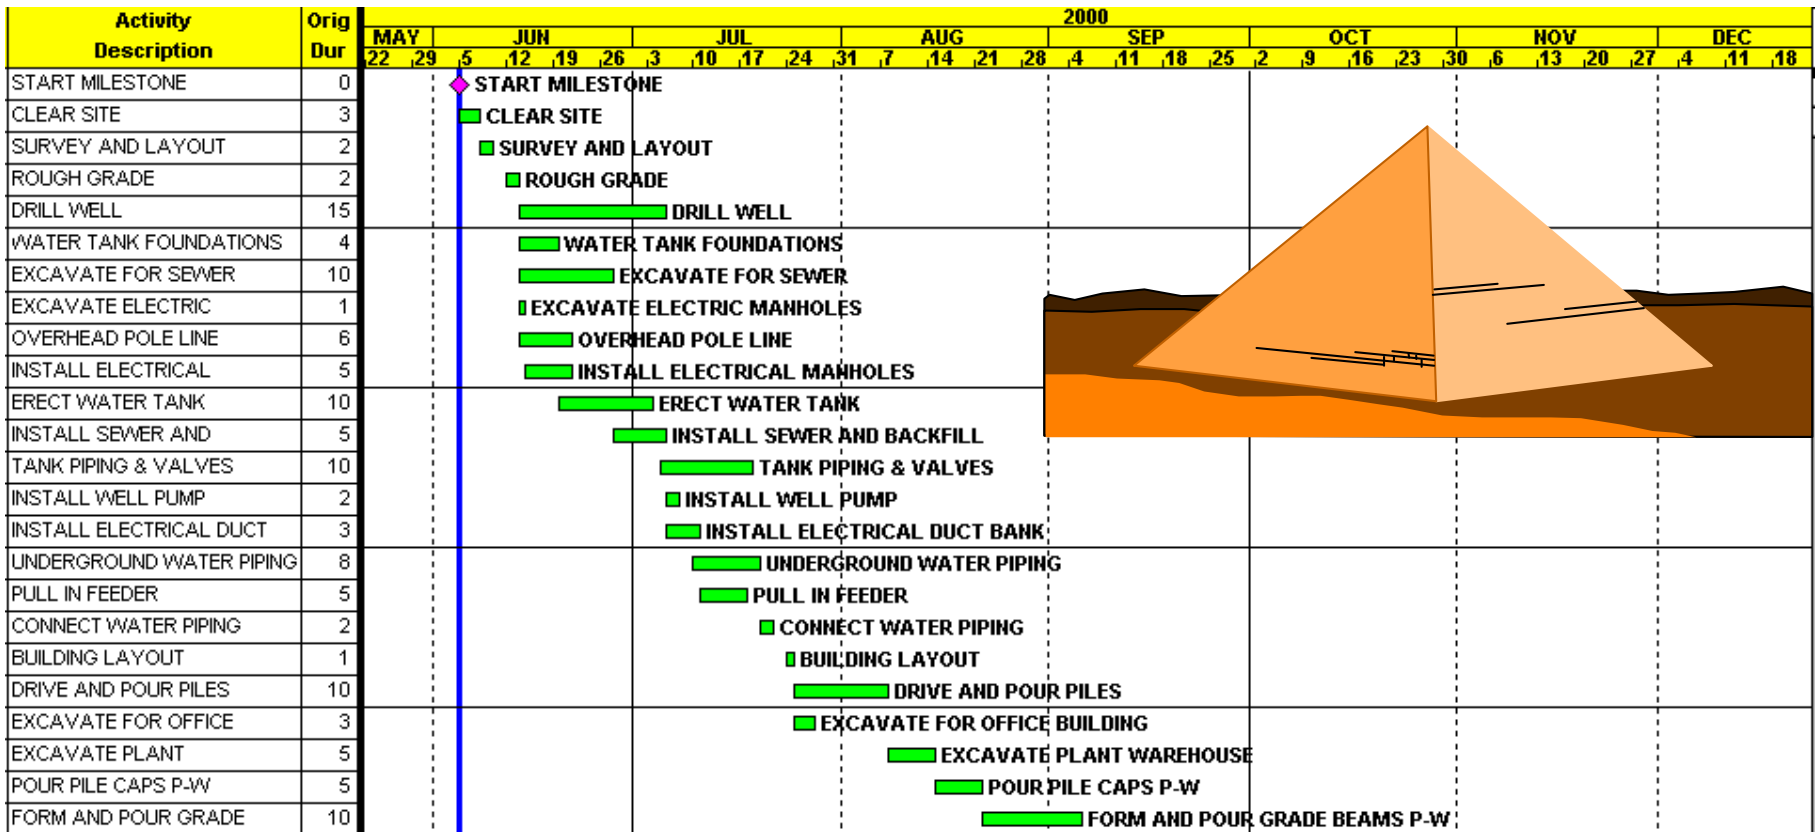 Activity Orig 2000
Description Dur MAY JUN JUL AUG SEP OCT NOV DEC
22 29 5 12 19 26 3 10 17 24 31 7 14 21 28 4 11 18 25 2 9 16 23 30 6 13 20 27 4 11 18
START MILESTONE 0 START MILESTONE
CLEAR SITE 3 CLEAR SITE
SURVEY AND LAYOUT 2 SURVEY AND LAYOUT
ROUGH GRADE 2 ROUGH GRADE
DRILL WELL 15 DRILL WELL
WATER TANK FOUNDATIONS 4 WATER TANK FOUNDATIONS
EXCAVATE FOR SEWER 10 EXCAVATE FOR SEWER
EXCAVATE ELECTRIC 1 EXCAVATE ELECTRIC MANHOLES
OVERHEAD POLE LINE 6 OVERHEAD POLE LINE
INSTALL ELECTRICAL 5 INSTALL ELECTRICAL MANHOLES
ERECT WATER TANK 10 ERECT WATER TANK
INSTALL SEWER AND 5 INSTALL SEWER AND BACKFILL
TANK PIPING & VALVES 10 TANK PIPING & VALVES
INSTALL WELL PUMP 2 INSTALL WELL PUMP
INSTALL ELECTRICAL DUCT 3 INSTALL ELECTRICAL DUCT BANK
UNDERGROUND WATER PIPING 8 UNDERGROUND WATER PIPING
PULL IN FEEDER 5 PULL IN FEEDER
CONNECT WATER PIPING 2 CONNECT WATER PIPING
BUILDING LAYOUT 1 BUILDING LAYOUT
DRIVE AND POUR PILES 10 DRIVE AND POUR PILES
EXCAVATE FOR OFFICE 3 EXCAVATE FOR OFFICE BUILDING
EXCAVATE PLANT 5 EXCAVATE PLANT WAREHOUSE
POUR PILE CAPS P-W 5 POUR PILE CAPS P-W
FORM AND POUR GRADE 10 FORM AND POUR GRADE BEAMS P-W